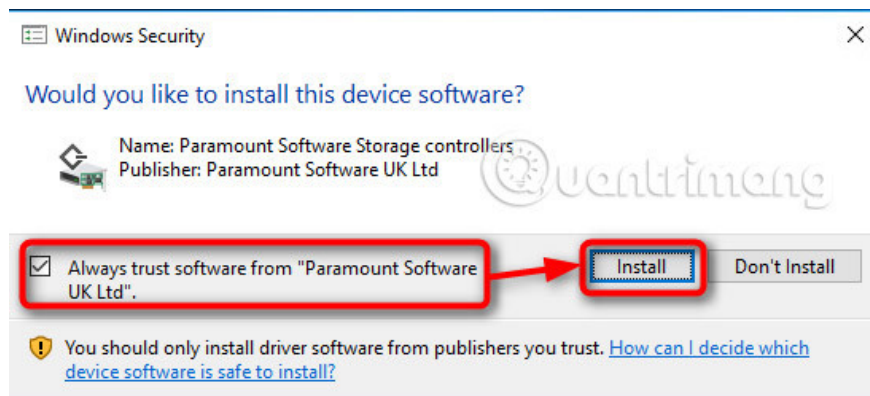 Windows Security
Would you like to install this device software?
Name: Paramount Software Storage controllers
Publisher: Paramount Software UK Ltd
Quantrimang
Always trust software from "Paramount Software
UK Ltd".
Install
Don't Install
You should only install driver software from publishers you trust. How can I decide which
device software is safe to install?